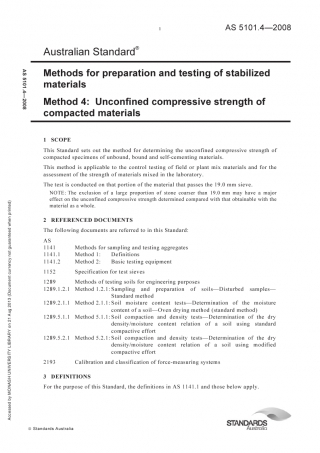 1
AS 5101.4—2008
Australian Standard®
Methods for preparation and testing of stabilized
materials
Method 4: Unconfined compressive strength of
compacted materials
1 SCOPE
This Standard sets out the method for determining the unconfined compressive strength of
compacted specimens of unbound, bound and self-cementing materials.
This method is applicable to the control testing of field or plant mix materials and for the
assessment of the strength of materials mixed in the laboratory.
The test is conducted on that portion of the material that passes the 19.0 mm sieve.
NOTE: The exclusion of a large proportion of stone coarser than 19.0 mm may have a major
effect on the unconfined compressive strength determined compared with that obtainable with the
material as a whole.
2 REFERENCED DOCUMENTS
The following documents are referred to in this Standard:
AS
1141 Methods for sampling and testing aggregates
1141.1 Method 1: Definitions
1141.2 Method 2: Basic testing equipment
1152 Specification for test sieves
1289 Methods of testing soils for engineering purposes
1289.1.2.1 Method 1.2.1: Sampling and preparation of soils—Disturbed samples—
Standard method
1289.2.1.1 Method 2.1.1: Soil moisture content tests—Determination of the moisture
content of a soil—Oven drying method (standard method)
1289.5.1.1 Method 5.1.1: Soil compaction and density tests—Determination of the dry
density/moisture content relation of a soil using standard
compactive effort
1289.5.2.1 Method 5.2.1: Soil compaction and density tests—Determination of the dry
density/moisture content relation of a soil using modified
compactive effort
2193 Calibration and classification of force-measuring systems
3 DEFINITIONS
For the purpose of this Standard, the definitions in AS 1141.1 and those below apply.
© Standards Australia
STANDARDS
Australia
AS 5101.4—2008
Accessed by MONASH UNIVERSITY LIBRARY on 21 Aug 2012 (Document currency not guaranteed when printed)